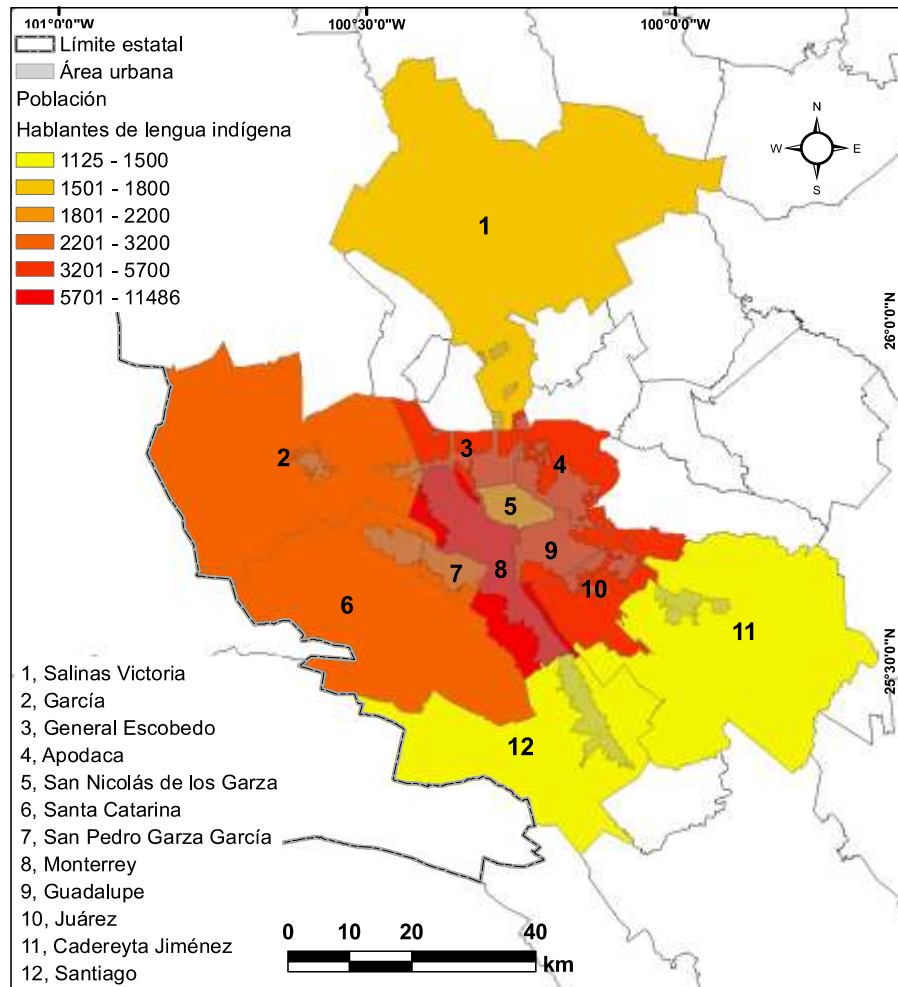 101°0'0"W 100°30'0"W 100°0'0"W
Límite estatal
Área urbana
Población
Hablantes de lengua indígena
1125 - 1500
1501 - 1800
1801 - 2200
2201 - 3200
3201 - 5700
5701 - 11486
N
W E
S
1
26°0'0"N
2
3
4
5
9
8
7
10
6
11
25°30'0"N
12
1, Salinas Victoria
2, García
3, General Escobedo
4, Apodaca
5, San Nicolás de los Garza
6, Santa Catarina
7, San Pedro Garza García
8, Monterrey
9, Guadalupe
10, Juárez
11, Cadereyta Jiménez
12, Santiago
0 10 20 40
km